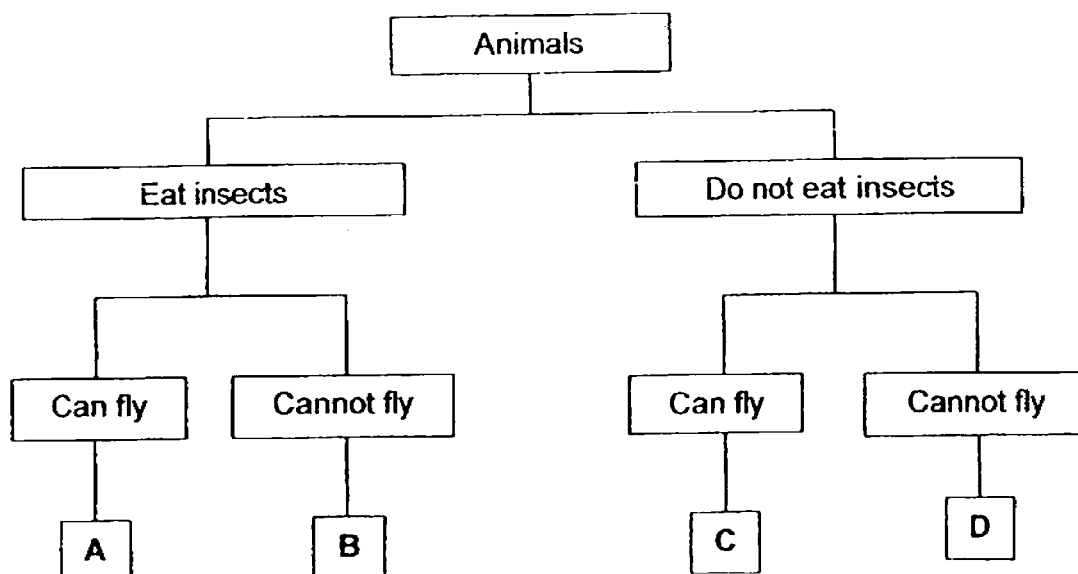 Animals
Eat insects
Do not eat insects
Can fly
Cannot fly
Can fly
Cannot fly
A
B
C
D